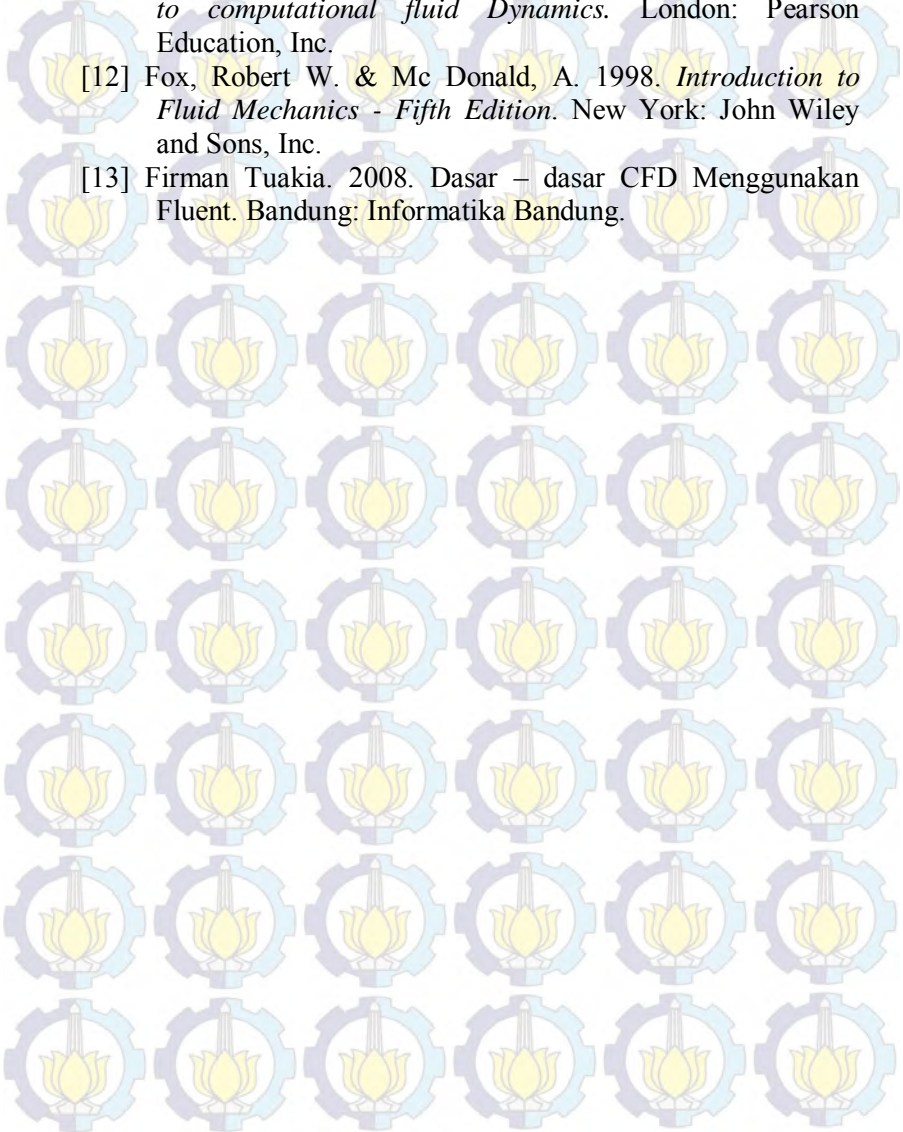 to computational fluid Dynamics. London: Pearson
Education, Inc.
[12] Fox, Robert W. & Mc Donald, A. 1998. Introduction to
Fluid Mechanics - Fifth Edition. New York: John Wiley
and Sons, Inc.
[13] Firman Tuakia. 2008. Dasar – dasar CFD Menggunakan
Fluent. Bandung: Informatika Bandung.